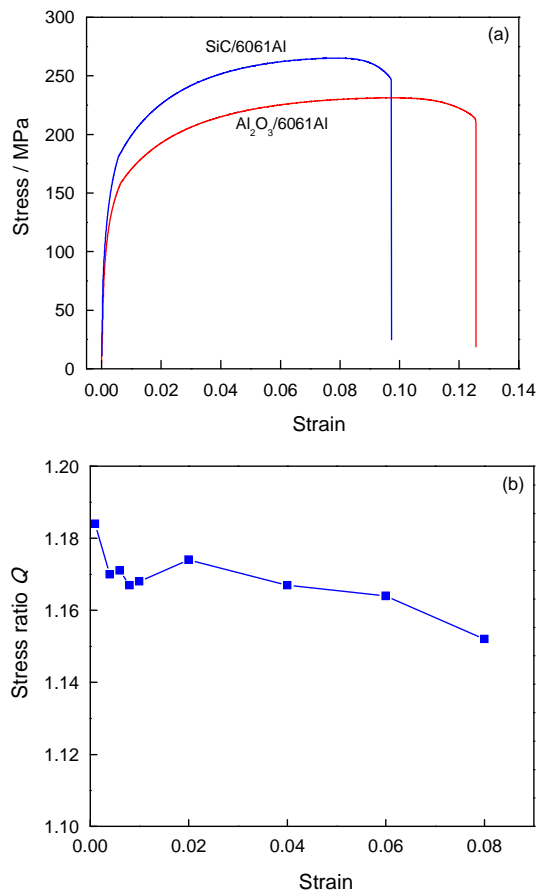 (a)
300
SiC/6061Al
250
200
Al₂O₃/6061Al
150
100
50
0
Stress / MPa
0.00 0.02 0.04 0.06 0.08 0.10 0.12 0.14
Strain
(b)
1.20
1.18
1.16
1.14
1.12
1.10
Stress ratio Q
0.00 0.02 0.04 0.06 0.08
Strain